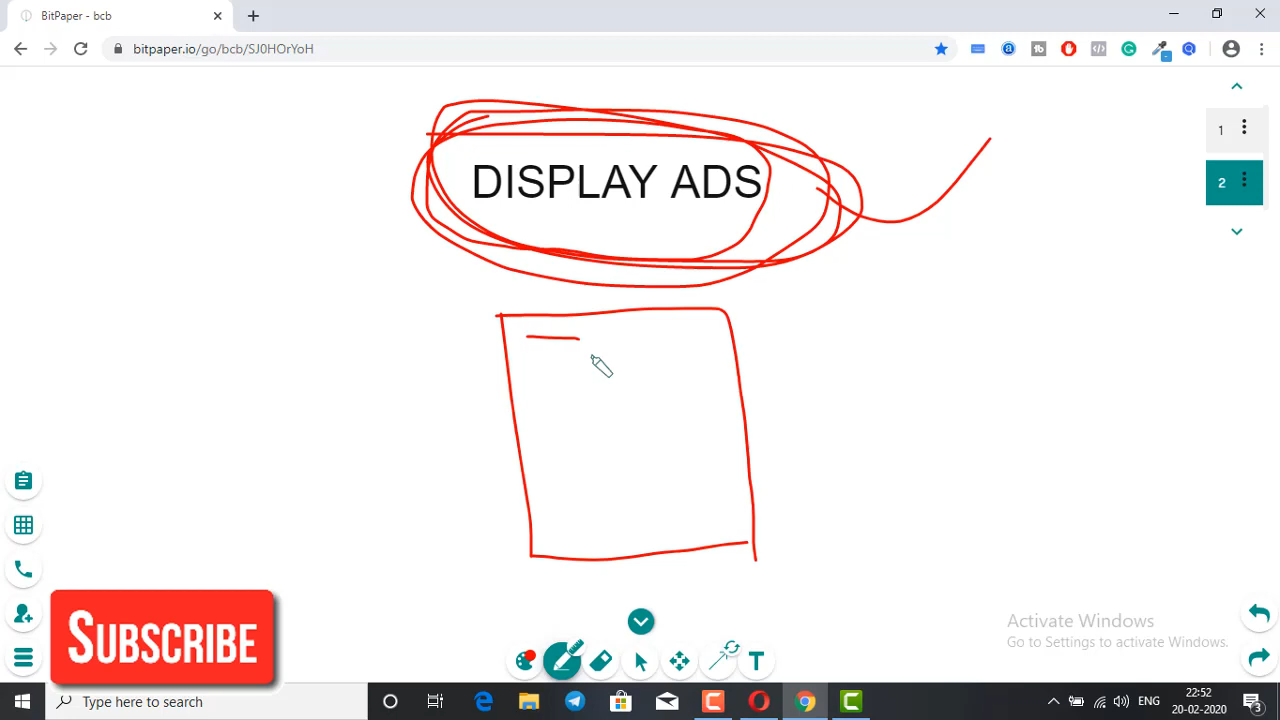 BitPaper - bcb
bitpaper.io/go/bcb/SJ0HOrYoH
DISPLAY ADS
1
2
SUBSCRIBE
T
Activate Windows
Go to Settings to activate Windows.
Type here to search
ENG
22:52
20-02-2020
3